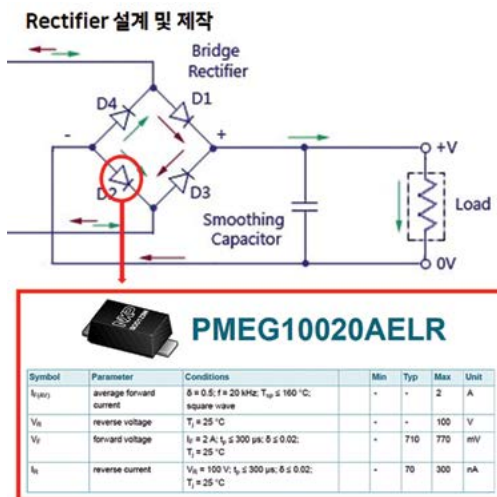 Rectifier 설계 및 제작
Bridge
Rectifier
D4
D1
-
+
D2
D3
+V
Smoothing
Capacitor
Load
0V
PMEG10020AELR
Symbol Parameter Conditions Min Typ Max Unit
IF(AV) average forward current δ = 0.5; f = 20 kHz; Tsp ≤ 160 °C; square wave - - 2 A
VR reverse voltage Tj = 25 °C - - 100 V
VF forward voltage IF = 2 A; tp ≤ 300 µs; δ ≤ 0.02; Tj = 25 °C - 710 770 mV
IR reverse current VR = 100 V; tp ≤ 300 µs; δ ≤ 0.02; Tj = 25 °C - 70 300 nA